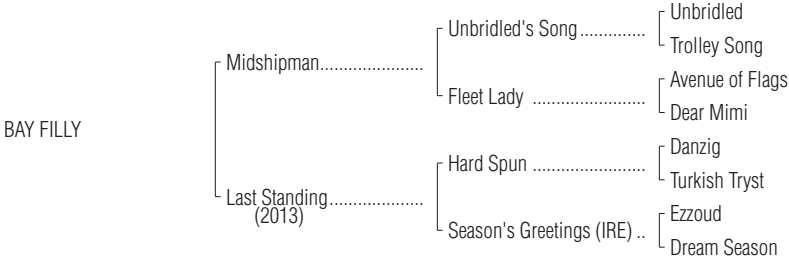 Unbridled
Unbridled's Song..............
Trolley Song
Midshipman......................
Avenue of Flags
Fleet Lady ........................
Dear Mimi
BAY FILLY
Danzig
Hard Spun ........................
Turkish Tryst
Last Standing....................
(2013)
Ezzoud
Season's Greetings (IRE) ..
Dream Season